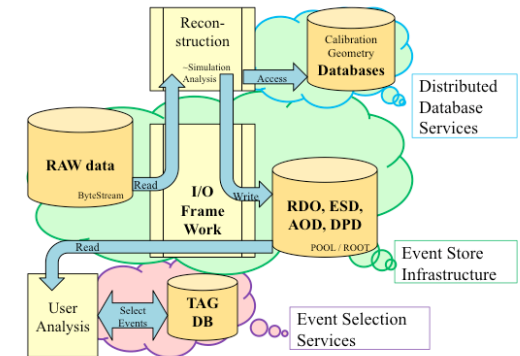 Recon-
struction
~Simulation
Analysis
Access
Calibration
Geometry
Databases
Distributed
Database
Services
RAW data
ByteStream
Read
I/O
Frame
Work
Write
RDO, ESD,
AOD, DPD
POOL / ROOT
Read
Event Store
Infrastructure
User
Analysis
Select
Events
TAG
DB
Event Selection
Services